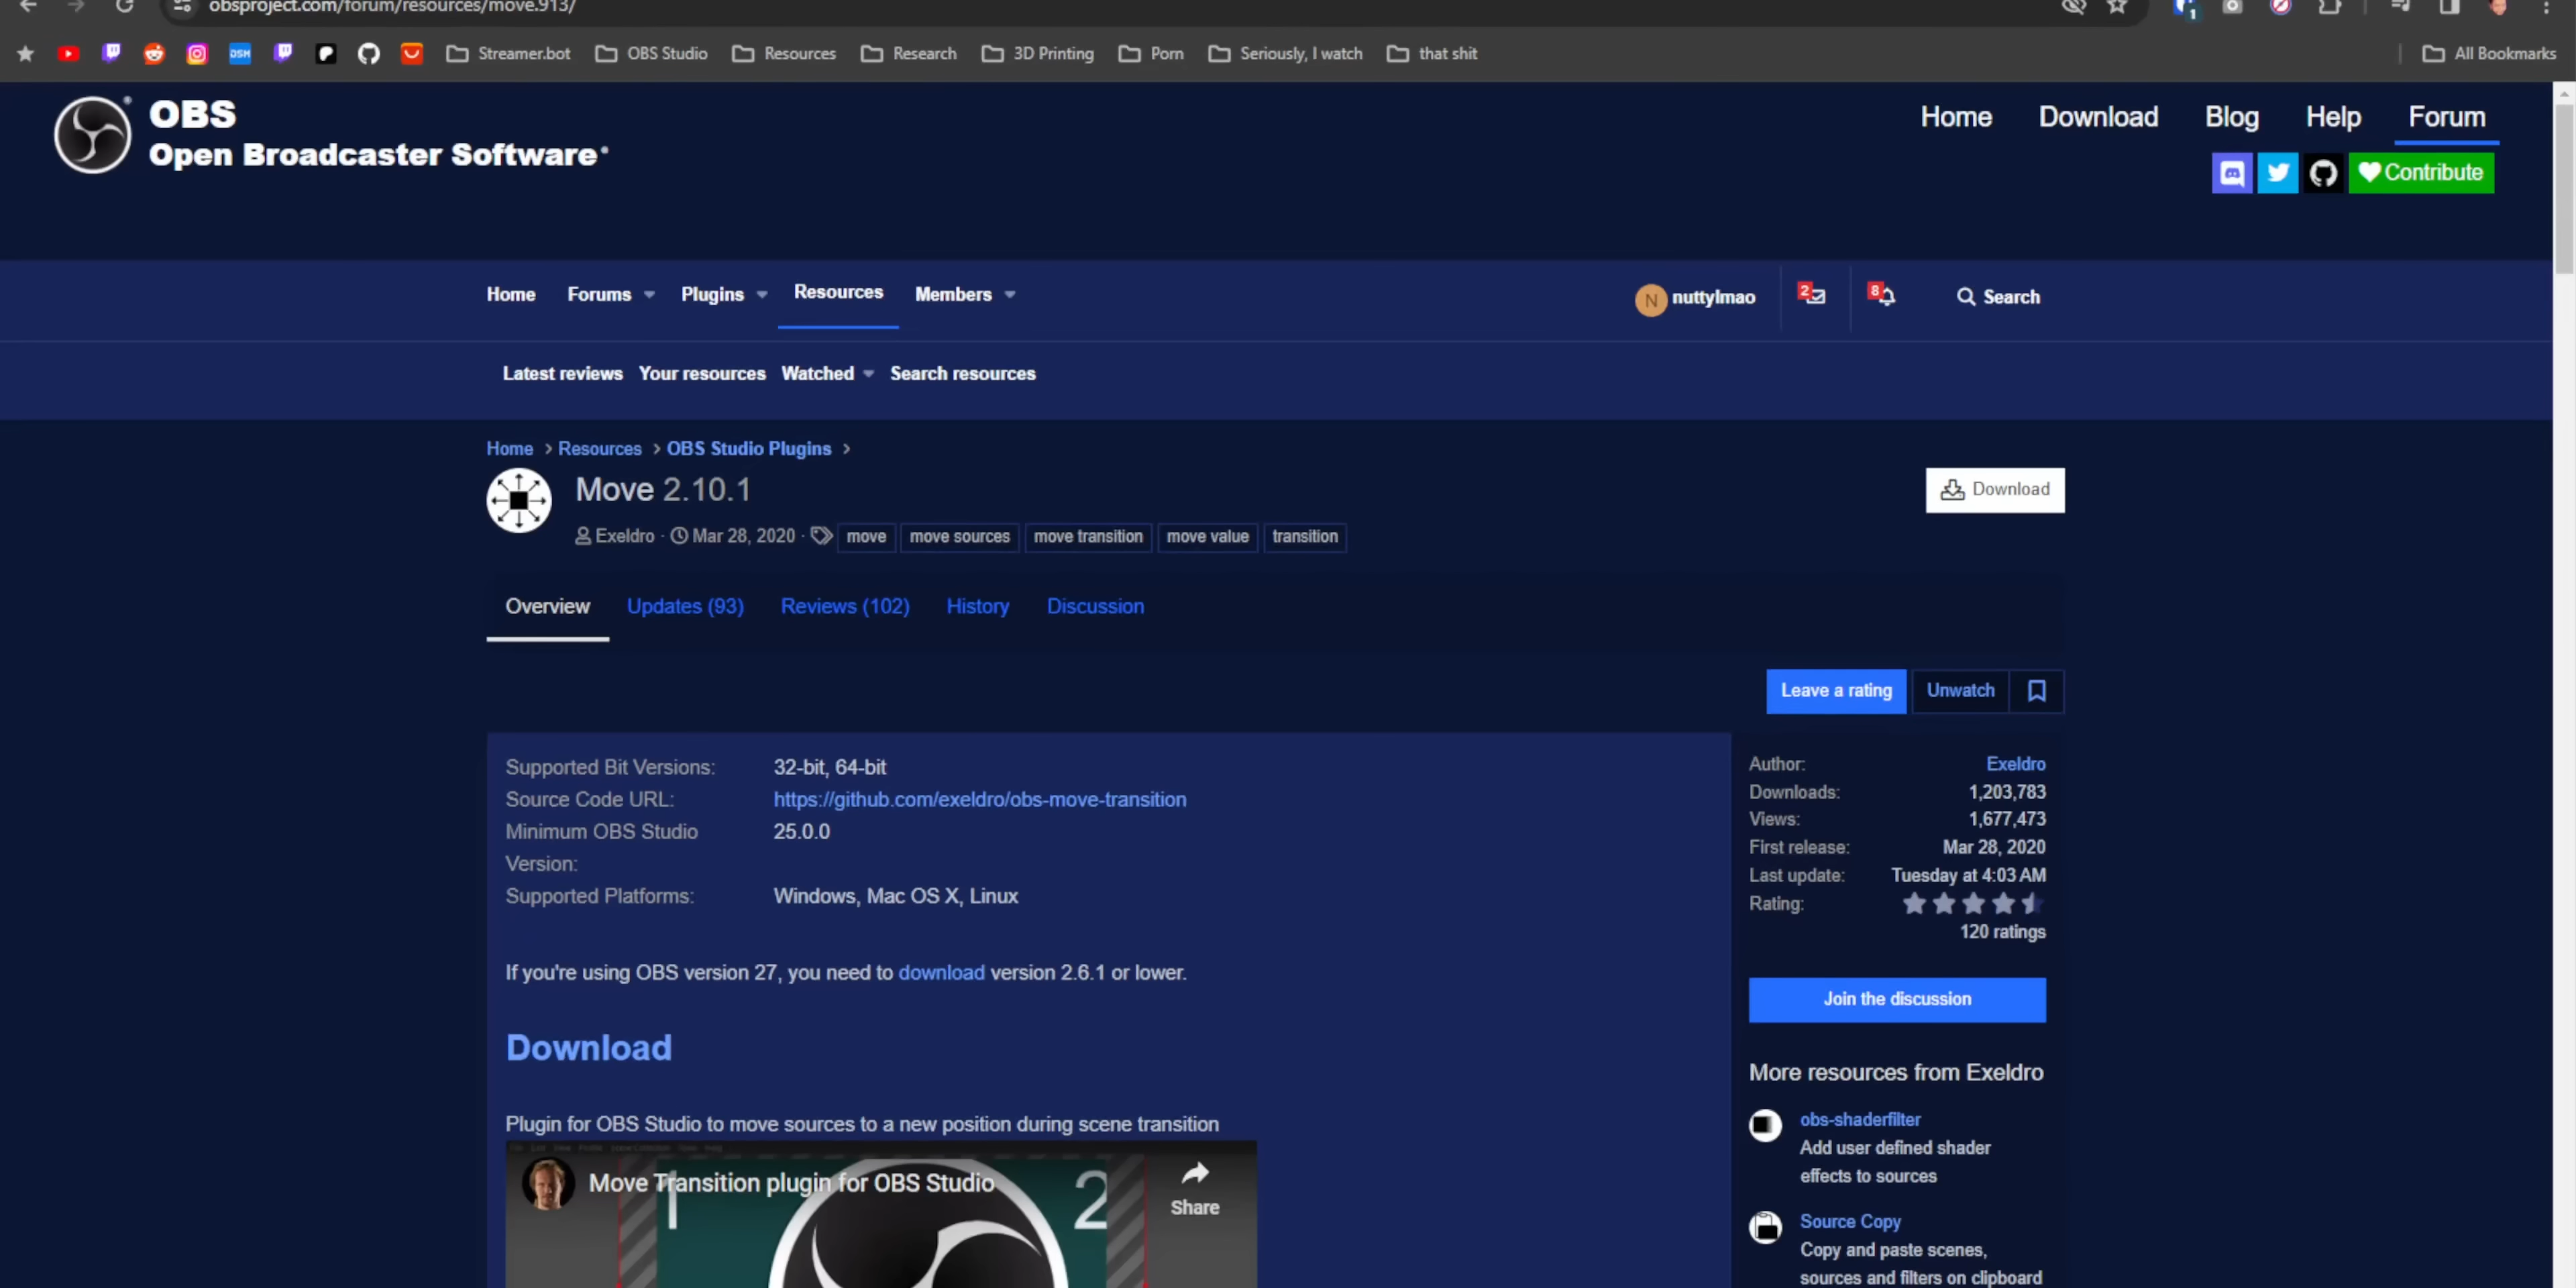 obsproject.com/forum/resources/move.913/
1
DSM Streamer.bot OBS Studio Resources Research 3D Printing Porn Seriously, I watch that shit All Bookmarks
OBS
Open Broadcaster Software
Home Download Blog Help Forum
Contribute
Home Forums Plugins Resources Members N nuttylmao 2 8 Search
Latest reviews Your resources Watched Search resources
Home > Resources > OBS Studio Plugins >
Move 2.10.1
Download
Exeldro · Mar 28, 2020 · move move sources move transition move value transition
Overview Updates (93) Reviews (102) History Discussion
Leave a rating Unwatch
Supported Bit Versions: 32-bit, 64-bit
Source Code URL: https://github.com/exeldro/obs-move-transition
Minimum OBS Studio 25.0.0
Version:
Supported Platforms: Windows, Mac OS X, Linux
If you're using OBS version 27, you need to download version 2.6.1 or lower.
Download
Plugin for OBS Studio to move sources to a new position during scene transition
Move Transition plugin for OBS Studio
1 2
Share
Author: Exeldro
Downloads: 1,203,783
Views: 1,677,473
First release: Mar 28, 2020
Last update: Tuesday at 4:03 AM
Rating:
120 ratings
Join the discussion
More resources from Exeldro
obs-shaderfilter
Add user defined shader
effects to sources
Source Copy
Copy and paste scenes,
sources and filters on clipboard